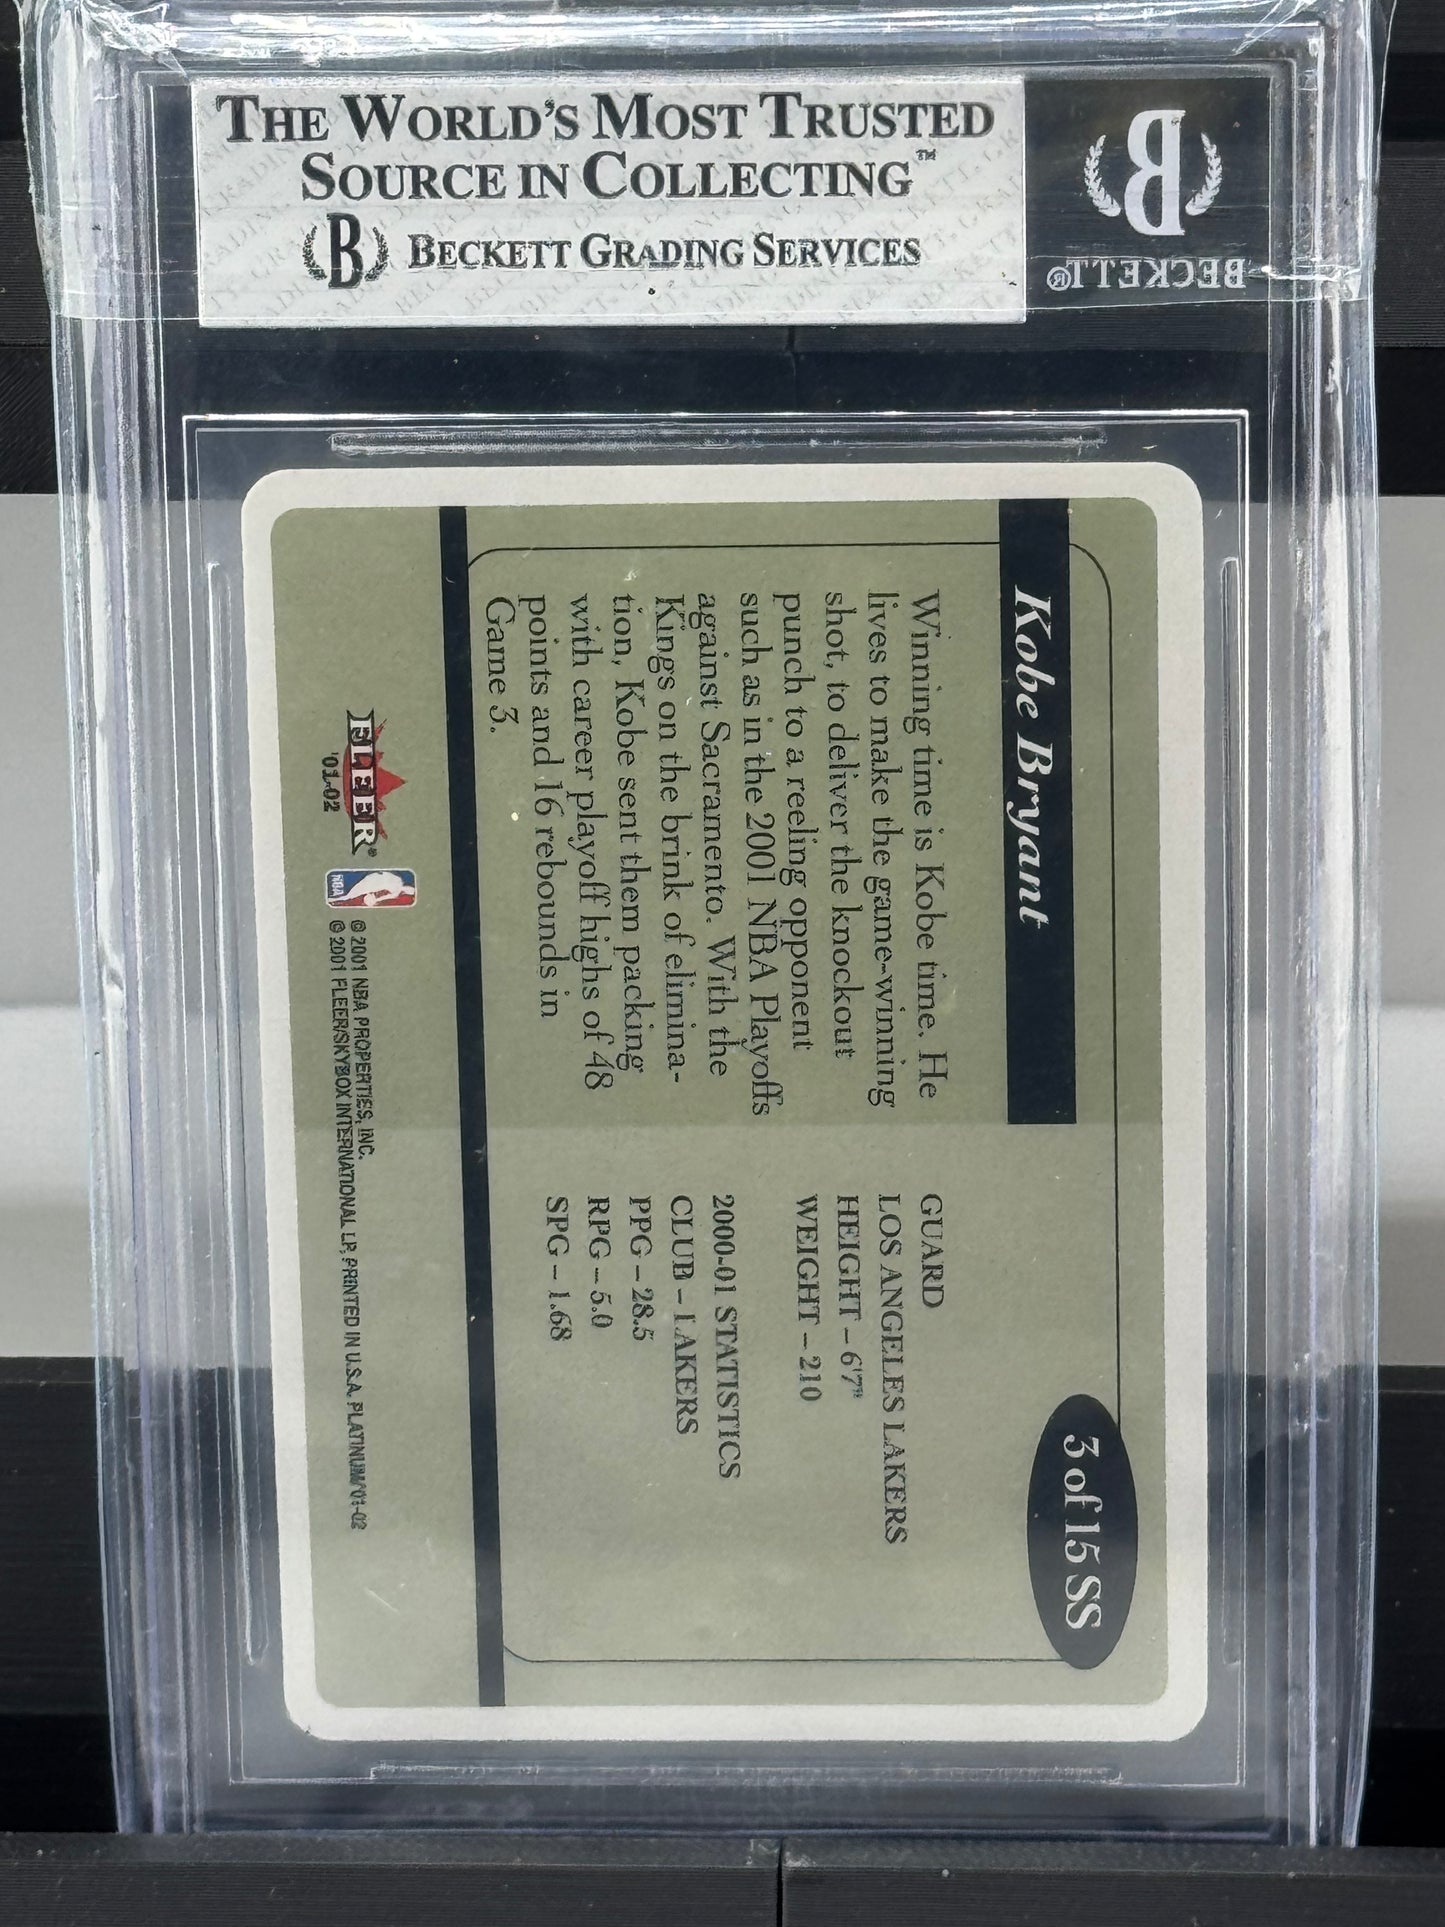 THE WORLD'S MOST TRUSTED
SOURCE IN COLLECTING™
B BECKETT GRADING SERVICES
B
BECKETT®
3 of 15 SS
Kobe Bryant
Winning time is Kobe time. He
lives to make the game-winning
shot, to deliver the knockout
punch to a reeling opponent
such as in the 2001 NBA Playoffs
against Sacramento. With the
Kings on the brink of elimina-
tion, Kobe sent them packing
with career playoff highs of 48
points and 16 rebounds in
Game 3.
GUARD
LOS ANGELES LAKERS
HEIGHT – 6'7"
WEIGHT – 210
2000-01 STATISTICS
CLUB – LAKERS
PPG – 28.5
RPG – 5.0
SPG – 1.68
FLEER®
'01-02
NBA
© 2001 NBA PROPERTIES, INC.
© 2001 FLEER/SKYBOX INTERNATIONAL LP, PRINTED IN U.S.A. PLATINUM/'01-02